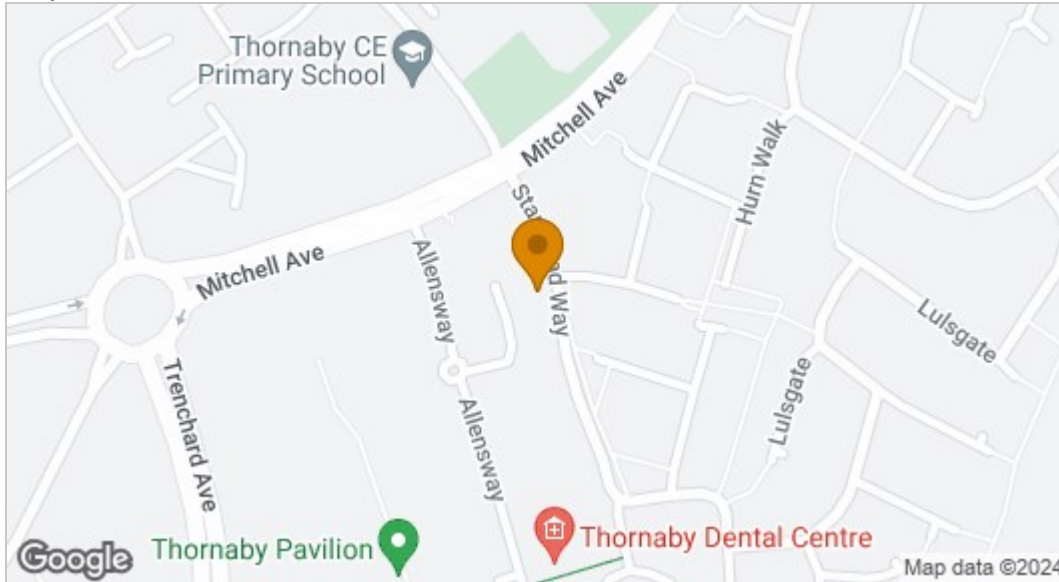 Thornaby CE
Primary School
Mitchell Ave
Mitchell Ave
Allensway
Allensway
Hurn Walk
Lulsgate
Lulsgate
Trenchard Ave
Thornaby Pavilion
Thornaby Dental Centre
Google
Map data ©2024